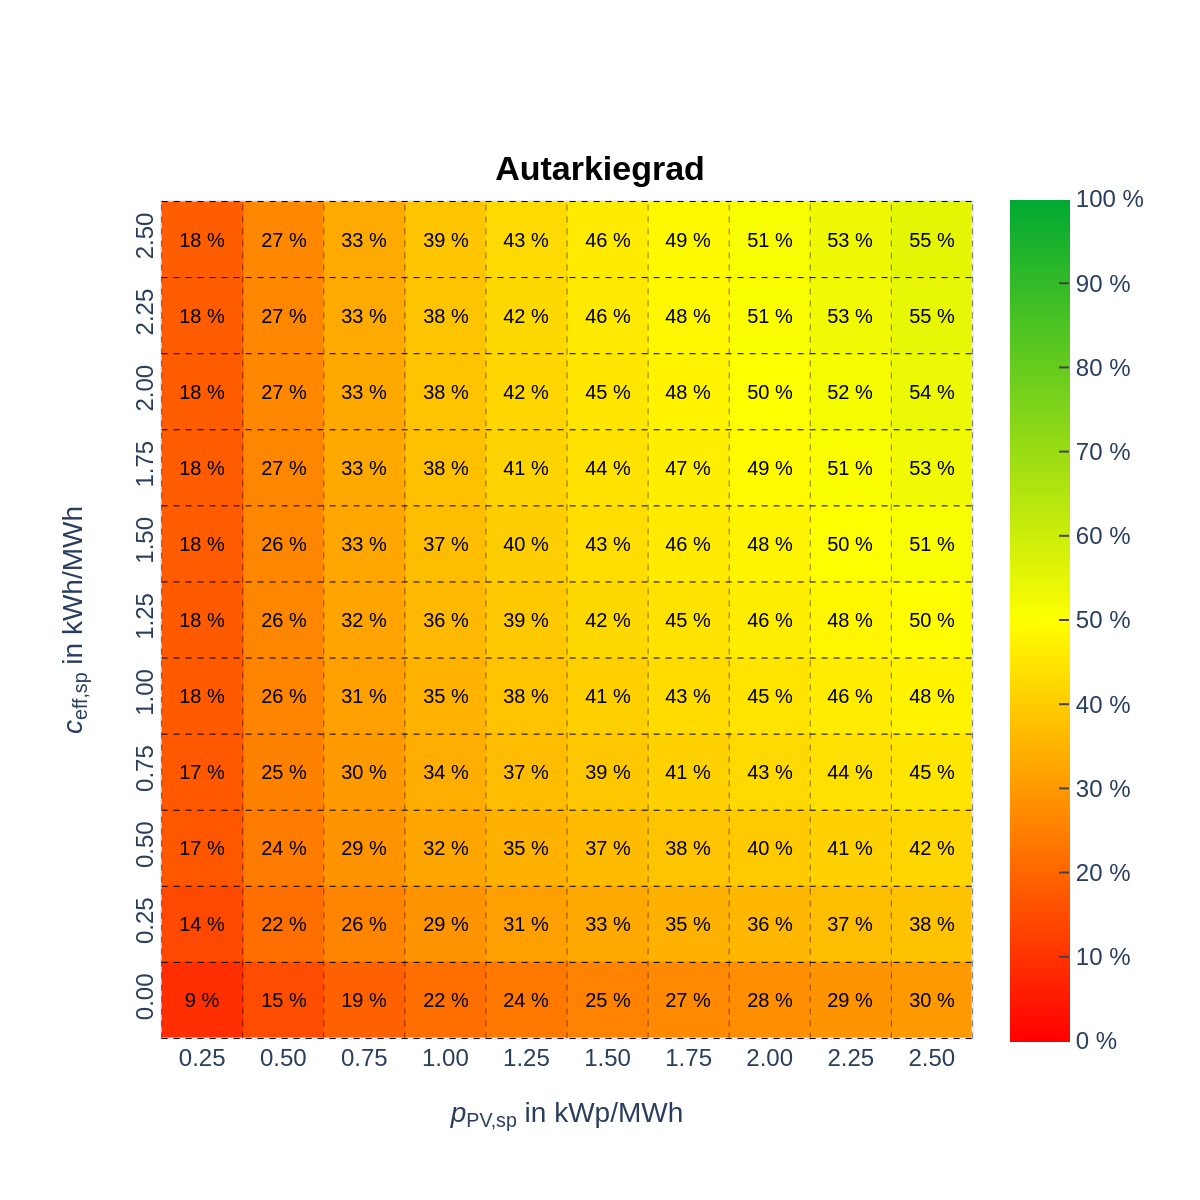 Autarkiegrad
2.50 18 % 27 % 33 % 39 % 43 % 46 % 49 % 51 % 53 % 55 %
2.25 18 % 27 % 33 % 38 % 42 % 46 % 48 % 51 % 53 % 55 %
2.00 18 % 27 % 33 % 38 % 42 % 45 % 48 % 50 % 52 % 54 %
1.75 18 % 27 % 33 % 38 % 41 % 44 % 47 % 49 % 51 % 53 %
1.50 18 % 26 % 33 % 37 % 40 % 43 % 46 % 48 % 50 % 51 %
1.25 18 % 26 % 32 % 36 % 39 % 42 % 45 % 46 % 48 % 50 %
1.00 18 % 26 % 31 % 35 % 38 % 41 % 43 % 45 % 46 % 48 %
0.75 17 % 25 % 30 % 34 % 37 % 39 % 41 % 43 % 44 % 45 %
0.50 17 % 24 % 29 % 32 % 35 % 37 % 38 % 40 % 41 % 42 %
0.25 14 % 22 % 26 % 29 % 31 % 33 % 35 % 36 % 37 % 38 %
0.00 9 % 15 % 19 % 22 % 24 % 25 % 27 % 28 % 29 % 30 %
0.25 0.50 0.75 1.00 1.25 1.50 1.75 2.00 2.25 2.50
pPV,sp in kWp/MWh
ceff,sp in kWh/MWh
100 %
90 %
80 %
70 %
60 %
50 %
40 %
30 %
20 %
10 %
0 %